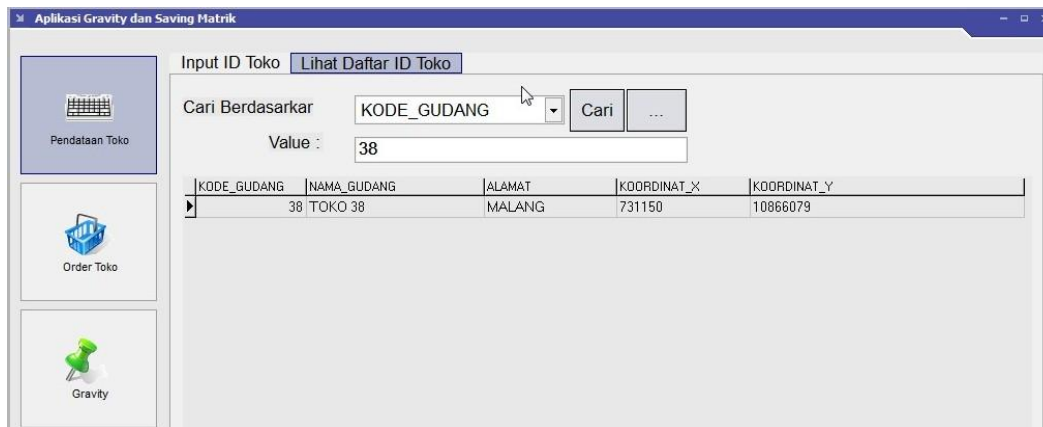 Aplikasi Gravity dan Saving Matrik
Input ID Toko Lihat Daftar ID Toko
Cari Berdasarkar KODE_GUDANG Cari ...
Value : 38
Pendataan Toko
KODE_GUDANG NAMA_GUDANG ALAMAT KOORDINAT_X KOORDINAT_Y
38 TOKO 38 MALANG 731150 10866079
Order Toko
Gravity